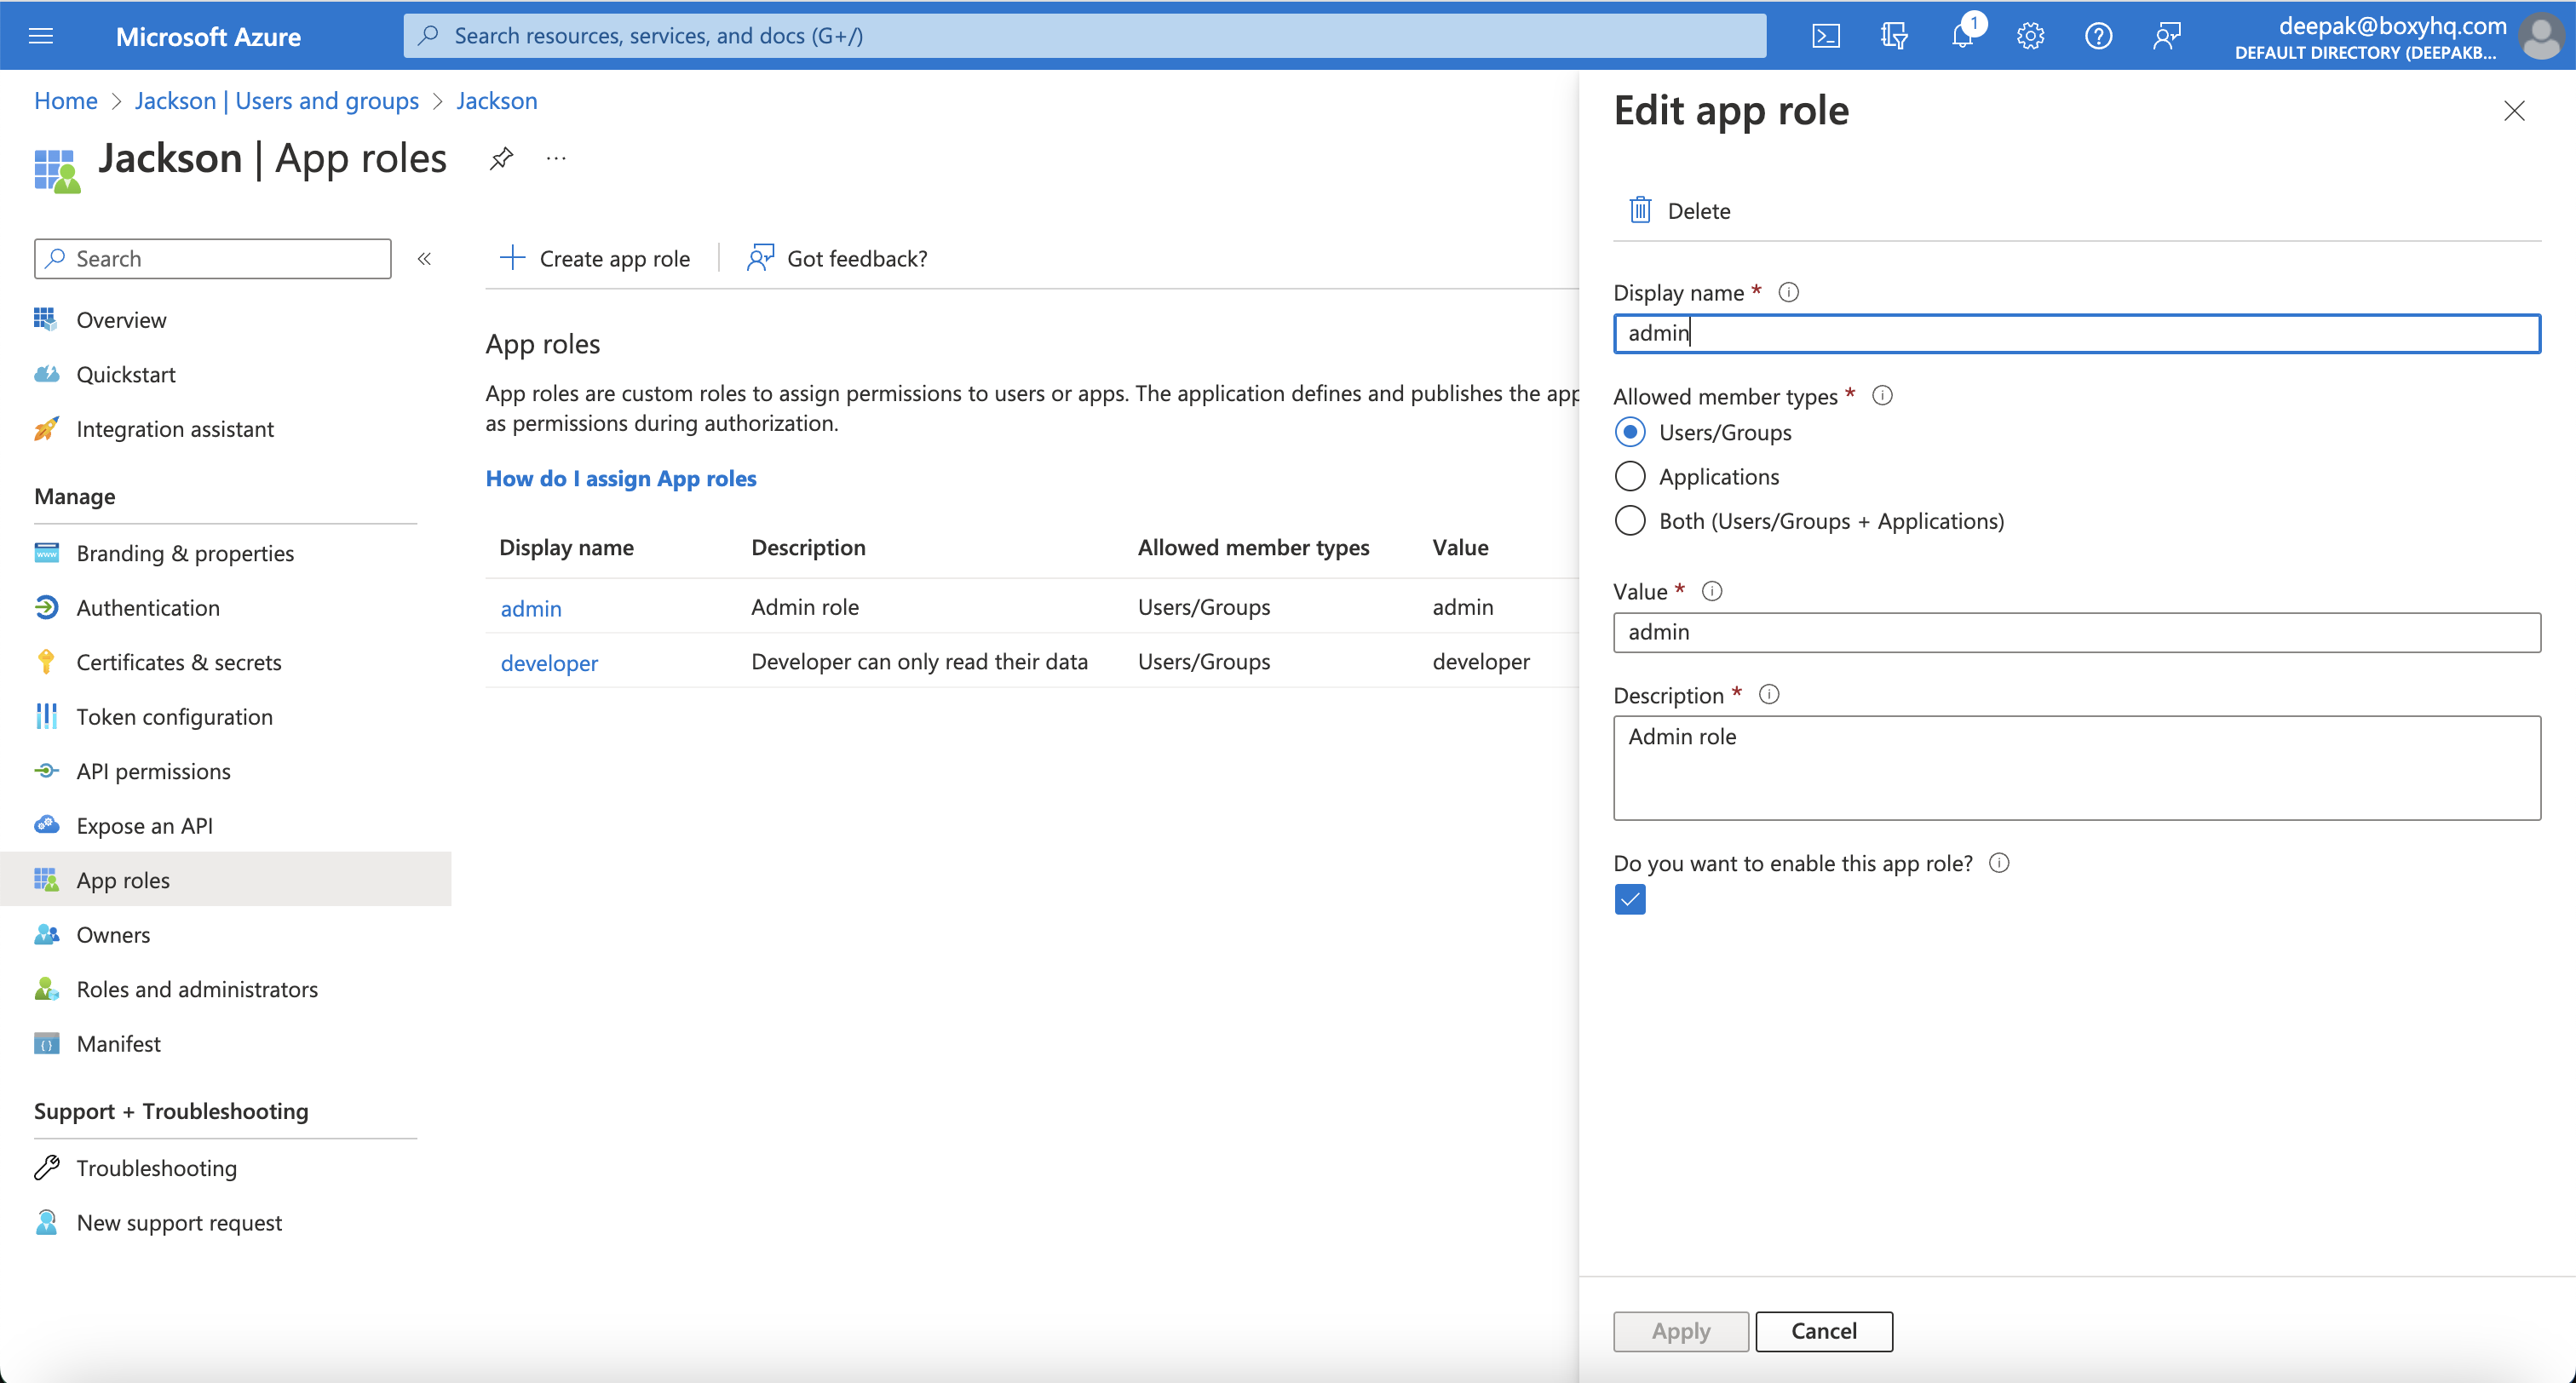 Microsoft Azure
Search resources, services, and docs (G+/)
1
deepak@boxyhq.com
DEFAULT DIRECTORY (DEEPAKB...
Home > Jackson | Users and groups > Jackson
Jackson | App roles
...
Search
«
Overview
Quickstart
Integration assistant
Manage
Branding & properties
Authentication
Certificates & secrets
Token configuration
API permissions
Expose an API
App roles
Owners
Roles and administrators
Manifest
Support + Troubleshooting
Troubleshooting
New support request
Create app role
Got feedback?
App roles
App roles are custom roles to assign permissions to users or apps. The application defines and publishes the app
as permissions during authorization.
How do I assign App roles
Display name Description Allowed member types Value
admin Admin role Users/Groups admin
developer Developer can only read their data Users/Groups developer
Edit app role
Delete
Display name *
admin
Allowed member types *
Users/Groups
Applications
Both (Users/Groups + Applications)
Value *
admin
Description *
Admin role
Do you want to enable this app role?
Apply Cancel